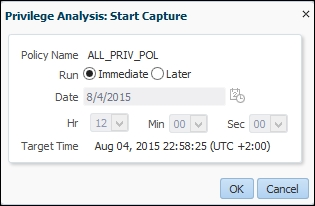 Privilege Analysis: Start Capture
Policy Name ALL_PRIV_POL
Run Immediate Later
Date 8/4/2015
Hr 12 Min 00 Sec 00
Target Time Aug 04, 2015 22:58:25 (UTC +2:00)
OK Cancel